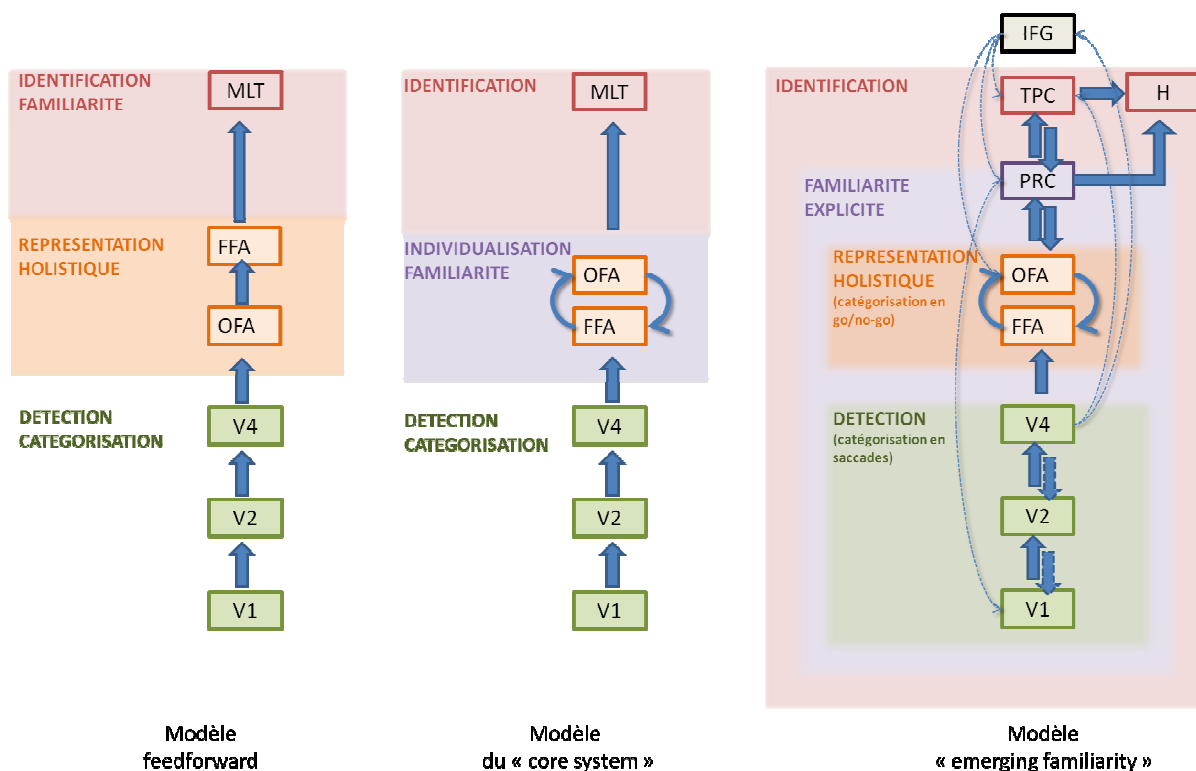 IDENTIFICATION
FAMILIARITE
MLT
REPRESENTATION
HOLISTIQUE
FFA
OFA
DETECTION
CATEGORISATION
V4
V2
V1
Modèle
feedforward
IDENTIFICATION
MLT
INDIVIDUALISATION
FAMILIARITE
OFA
FFA
DETECTION
CATEGORISATION
V4
V2
V1
Modèle
du « core system »
IFG
IDENTIFICATION
TPC
H
FAMILIARITE
EXPLICITE
PRC
REPRESENTATION
HOLISTIQUE
(catégorisation en
go/no-go)
OFA
FFA
DETECTION
(catégorisation en
saccades)
V4
V2
V1
Modèle
« emerging familiarity »